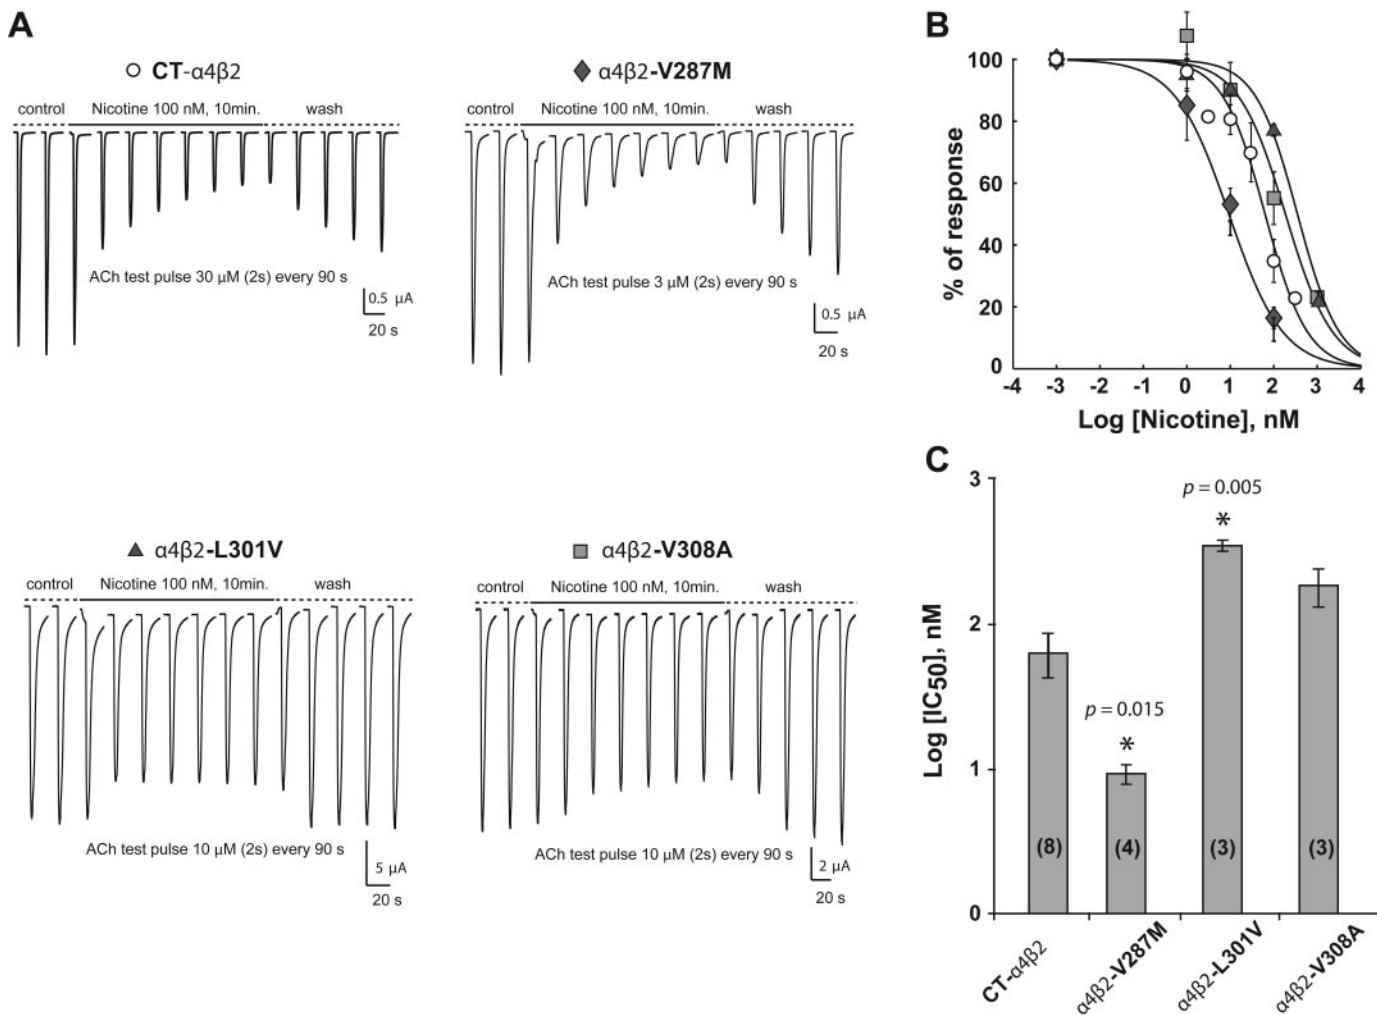 A
CT-α4β2
control Nicotine 100 nM, 10min. wash
ACh test pulse 30 µM (2s) every 90 s
0.5 µA
20 s
α4β2-V287M
control Nicotine 100 nM, 10min. wash
ACh test pulse 3 µM (2s) every 90 s
0.5 µA
20 s
α4β2-L301V
control Nicotine 100 nM, 10min. wash
ACh test pulse 10 µM (2s) every 90 s
5 µA
20 s
α4β2-V308A
control Nicotine 100 nM, 10min. wash
ACh test pulse 10 µM (2s) every 90 s
2 µA
20 s
B
% of response
100
80
60
40
20
0
-4 -3 -2 -1 0 1 2 3 4
Log [Nicotine], nM
C
Log [IC50], nM
3
2
1
0
p = 0.015
*
p = 0.005
*
(8) (4) (3) (3)
CT-α4β2
α4β2-V287M
α4β2-L301V
α4β2-V308A